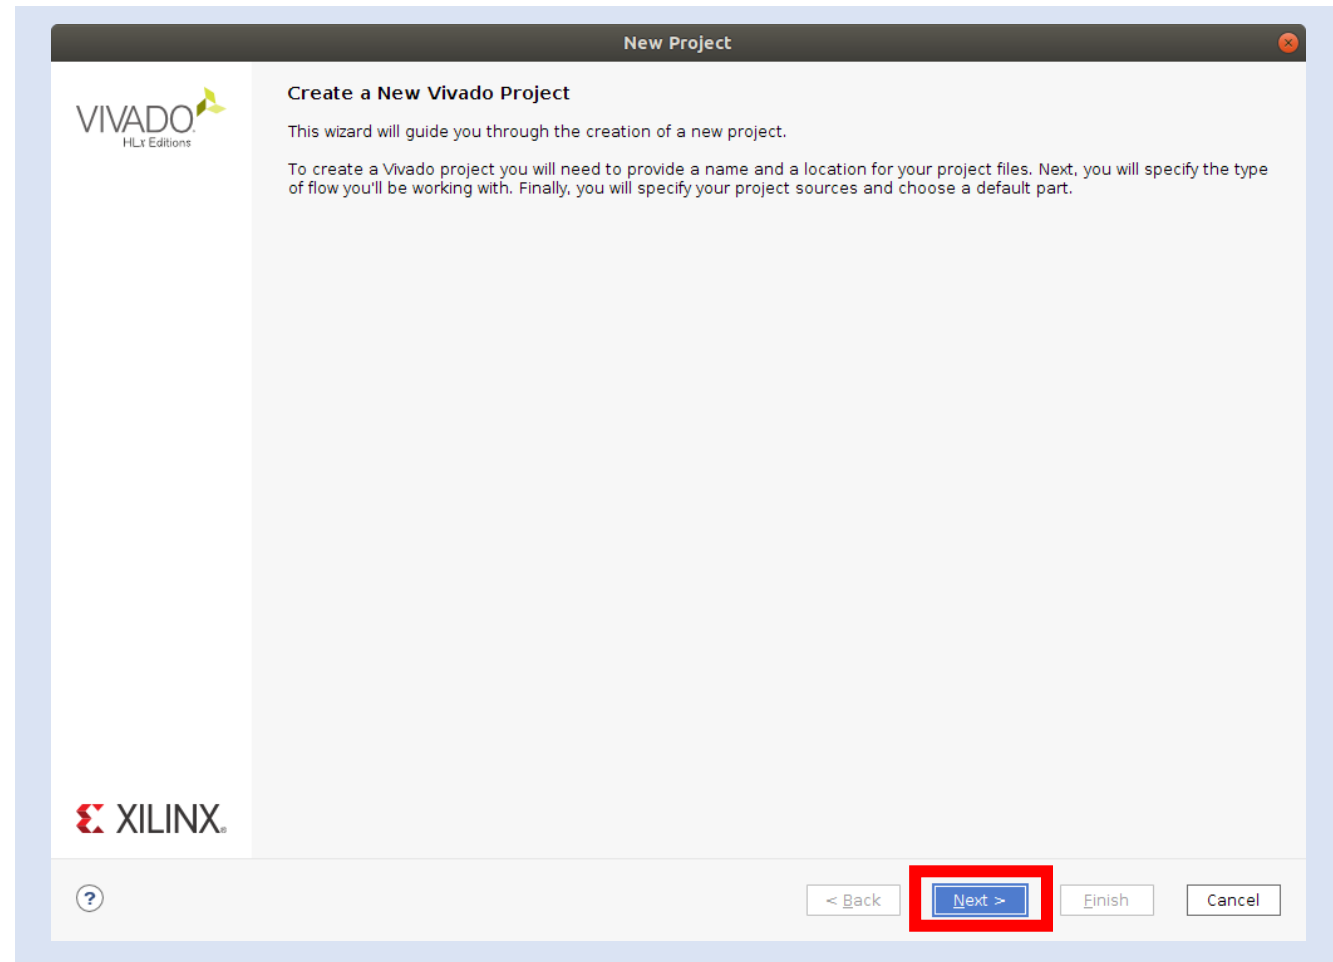 New Project
VIVADO.
HLx Editions
Create a New Vivado Project
This wizard will guide you through the creation of a new project.
To create a Vivado project you will need to provide a name and a location for your project files. Next, you will specify the type
of flow you'll be working with. Finally, you will specify your project sources and choose a default part.
XILINX®
?
< Back
Next >
Finish
Cancel